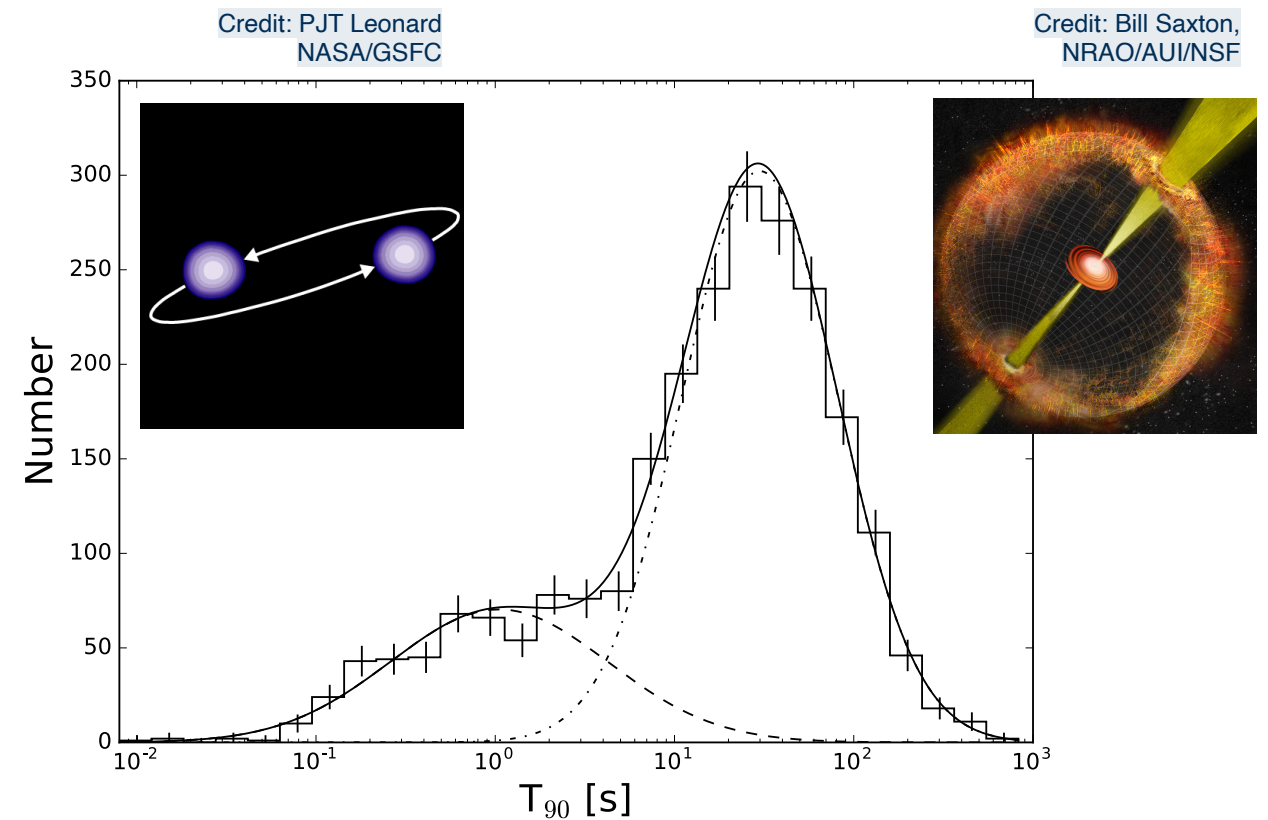 Credit: PJT Leonard
NASA/GSFC
Credit: Bill Saxton,
NRAO/AUI/NSF
350
300
250
200
150
100
50
0
Number
10⁻² 10⁻¹ 10⁰ 10¹ 10² 10³
T₉₀ [s]